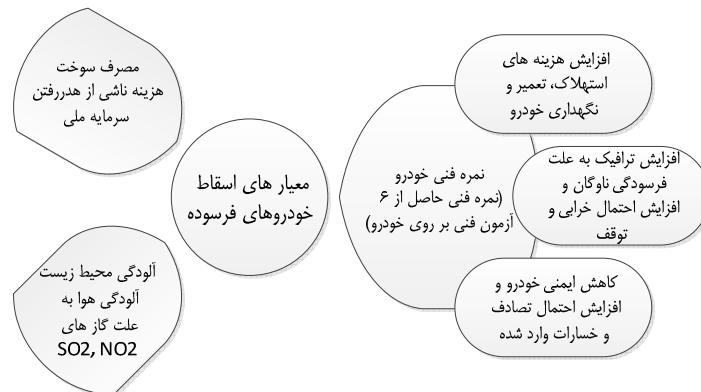 افزایش هزینه های
استهلاک، تعمیر و
نگهداری خودرو
افزایش ترافیک به علت
فرسودگی ناوگان و
افزایش احتمال خرابی و
توقف
کاهش ایمنی خودرو و
افزایش احتمال تصادف
و خسارات وارد شده
نمره فنی خودرو
(نمره فنی حاصل از ۶
آزمون فنی بر روی خودرو)
معیار های اسقاط
خودروهای فرسوده
مصرف سوخت
هزینه ناشی از هدررفتن
سرمایه ملی
آلودگی محیط زیست
آلودگی هوا به
علت گاز های
SO2, NO2